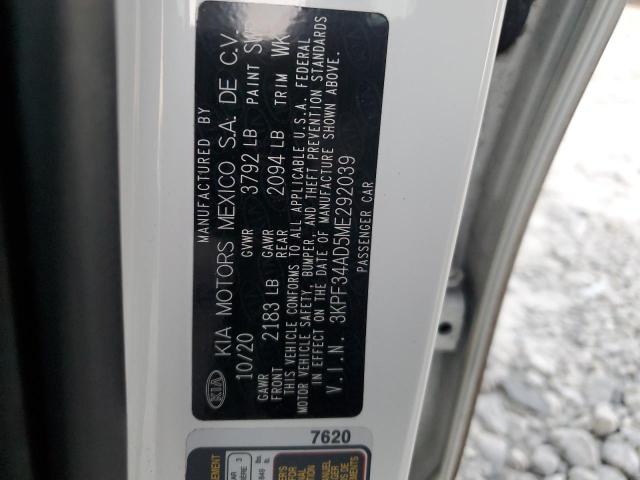 MANUFACTURED BY
KIA KIA MOTORS MEXICO S.A. DE C.V.
10/20 GVWR 3792 LB PAINT SW
GAWR FRONT 2183 LB GAWR REAR 2094 LB TRIM WK
THIS VEHICLE CONFORMS TO ALL APPLICABLE U.S.A. FEDERAL
MOTOR VEHICLE SAFETY, BUMPER, AND THEFT PREVENTION STANDARDS
IN EFFECT ON THE DATE OF MANUFACTURE SHOWN ABOVE.
V.I.N. 3KPF34AD5ME292039
PASSENGER CAR
7620